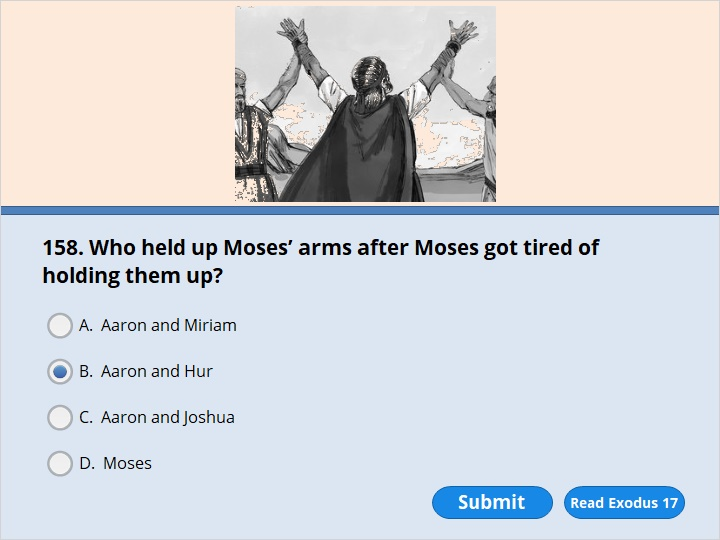 158. Who held up Moses’ arms after Moses got tired of
holding them up?
A. Aaron and Miriam
B. Aaron and Hur
C. Aaron and Joshua
D. Moses
Submit
Read Exodus 17